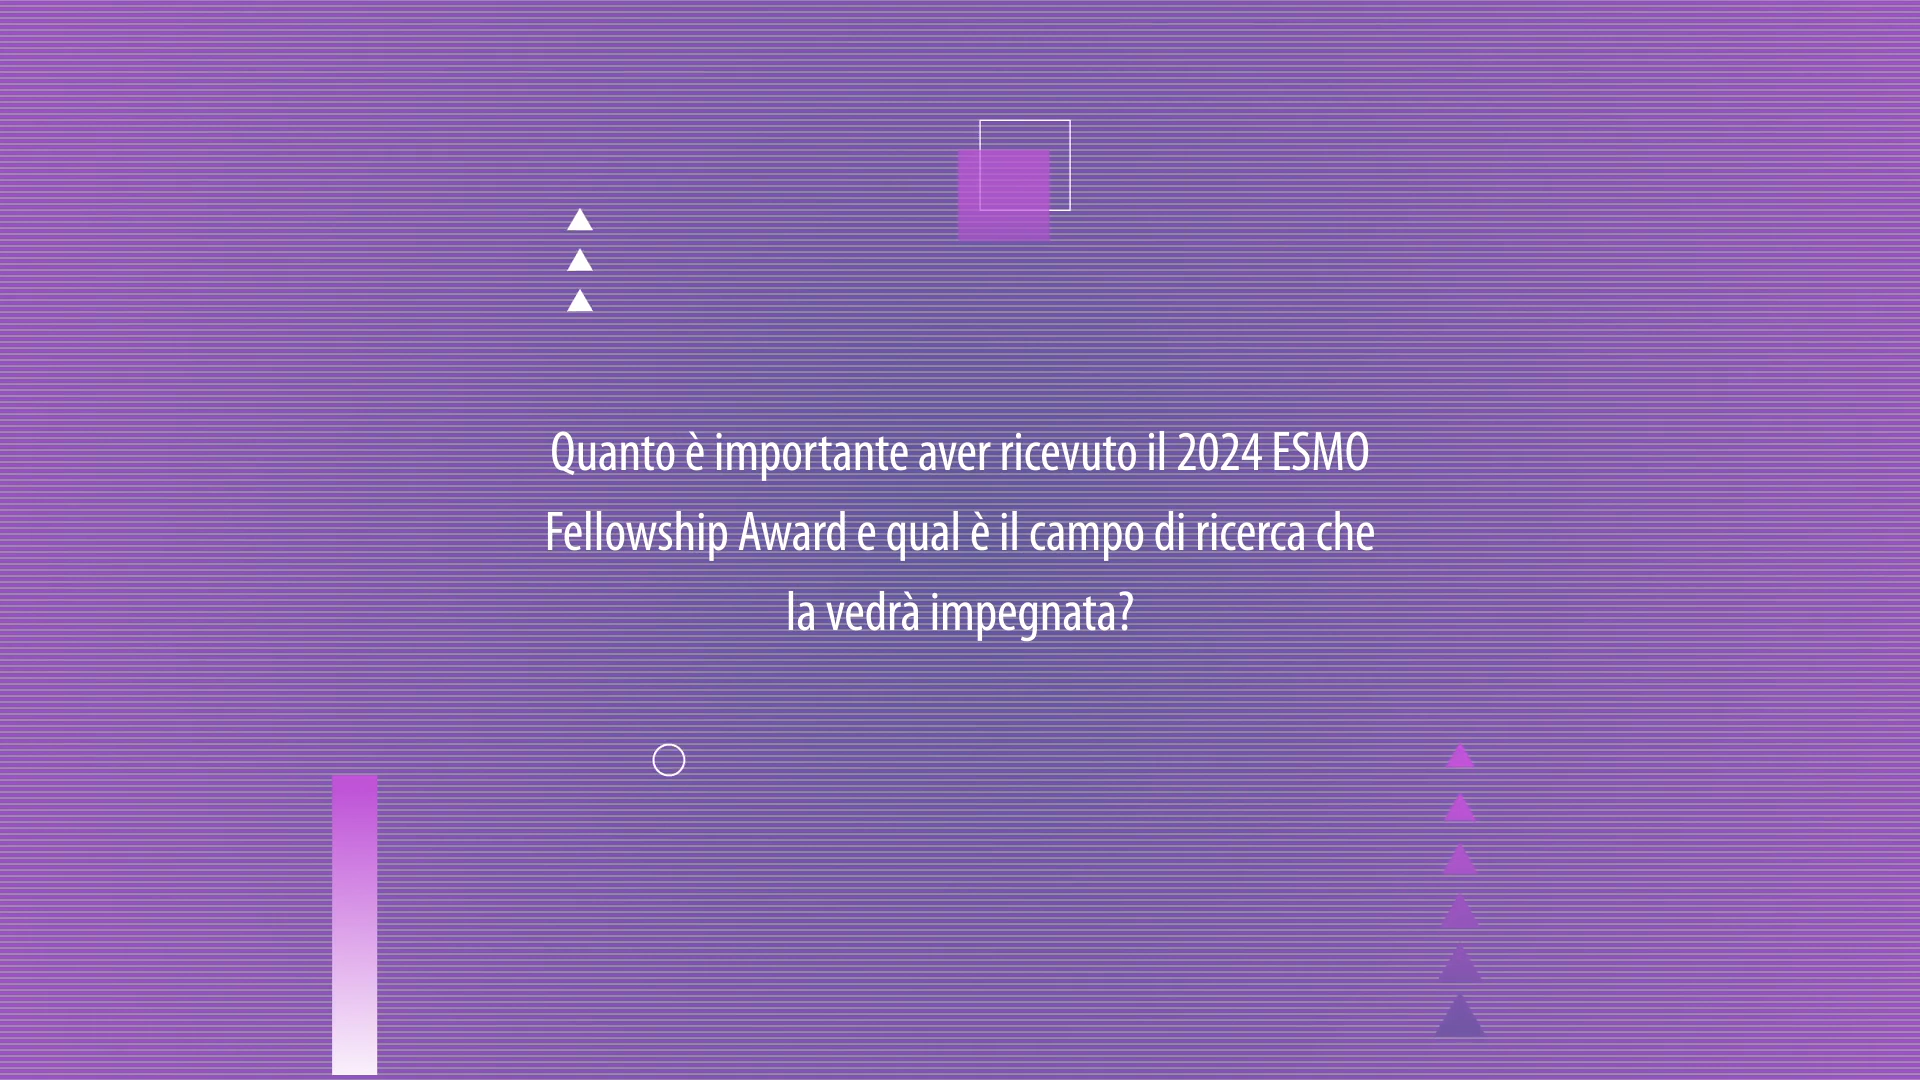 Quanto è importante aver ricevuto il 2024 ESMO
Fellowship Award e qual è il campo di ricerca che
la vedrà impegnata?